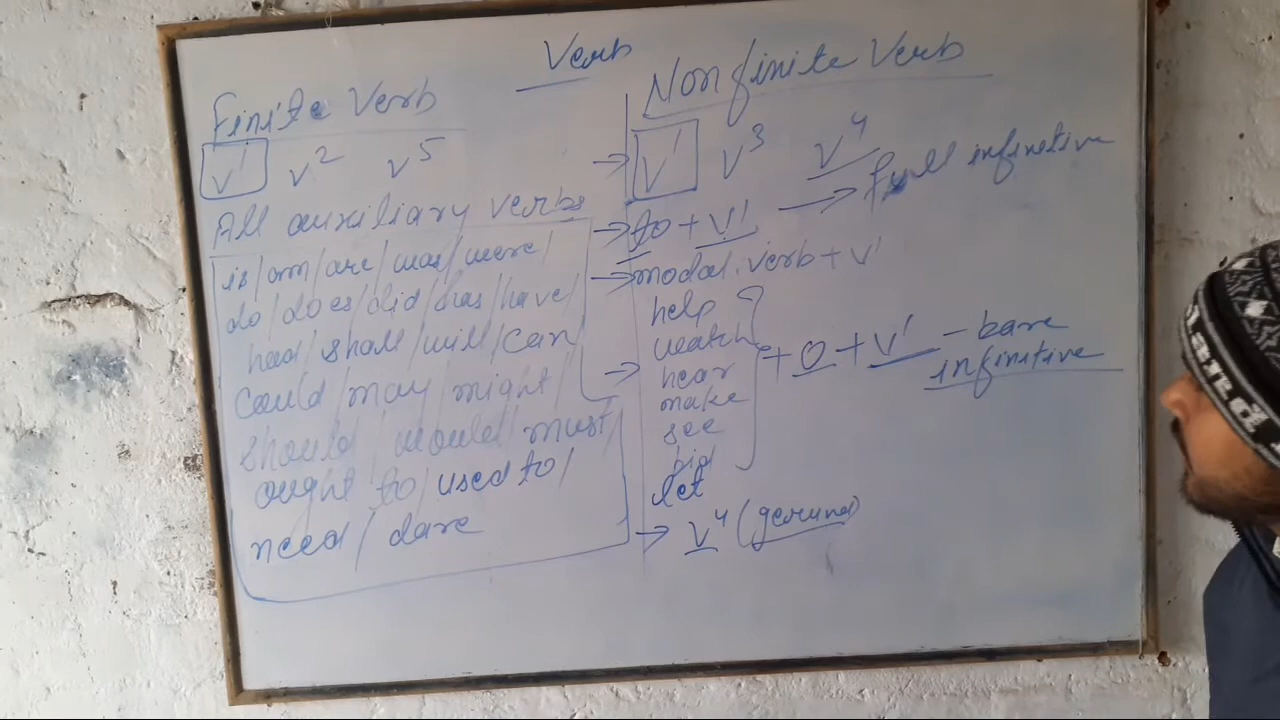 Verb
Finite Verb
V1 V2 V5
All auxiliary verbs
is/am/are/was/were/
do/does/did/has/have/
had/shall/will/can/
could/may/might/
should/would/must/
ought to/used to/
need/dare
Nonfinite Verb
→ V1 V3 V4
→ to + V1 → full infinitive
→ modal verb + V1
help
watch
hear
→ make } + O + V1 - bare infinitive
see
bid
let
→ V4 (gerund)